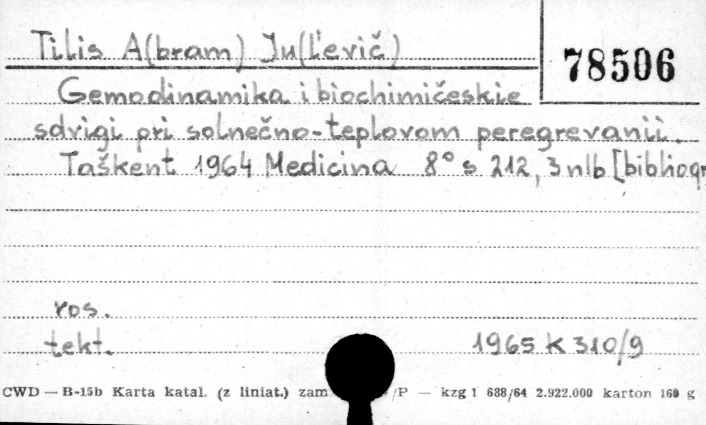 Tilis A(bram) Ju(l'evič)
78506
Gemodinamika i biochimičeskie
sdvigi pri solnečno-teplovom peregrevanii.
Taškent 1964 Medicina 8° s 212, 3 nlb [bibliogr
ros.
tekt.
1965 K 310/9
CWD — B-15b Karta katal. (z liniat.) zam /P — kzg 1 688/64 2.922.000 karton 160 g